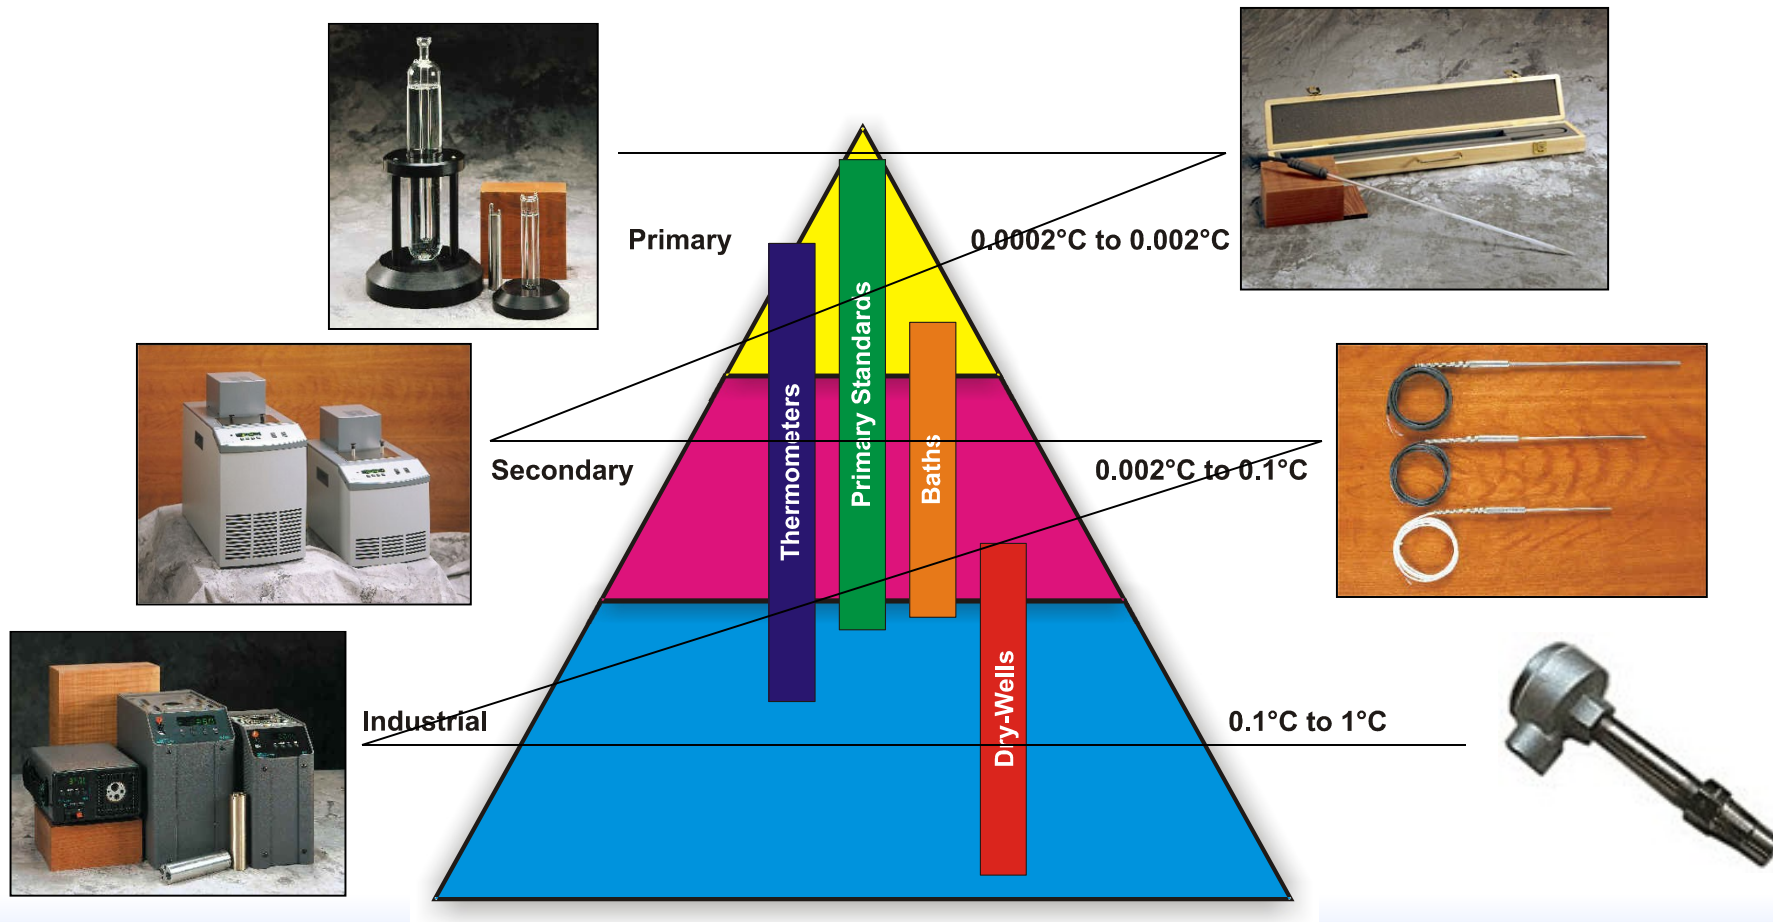 Primary
0.0002°C to 0.002°C
Thermometers
Primary Standards
Baths
Secondary
0.002°C to 0.1°C
Dry-Wells
Industrial
0.1°C to 1°C